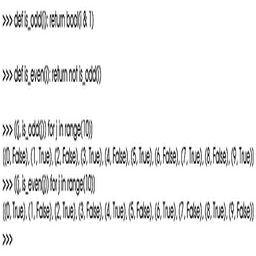 >>> def is_odd(i): return bool(i & 1)
>>> def is_even(i): return not is_odd(i)
>>> [(j, is_odd(j)) for j in range(10)]
[(0, False), (1, True), (2, False), (3, True), (4, False), (5, True), (6, False), (7, True), (8, False), (9, True)]
>>> [(j, is_even(j)) for j in range(10)]
[(0, True), (1, False), (2, True), (3, False), (4, True), (5, False), (6, True), (7, False), (8, True), (9, False)]
>>>